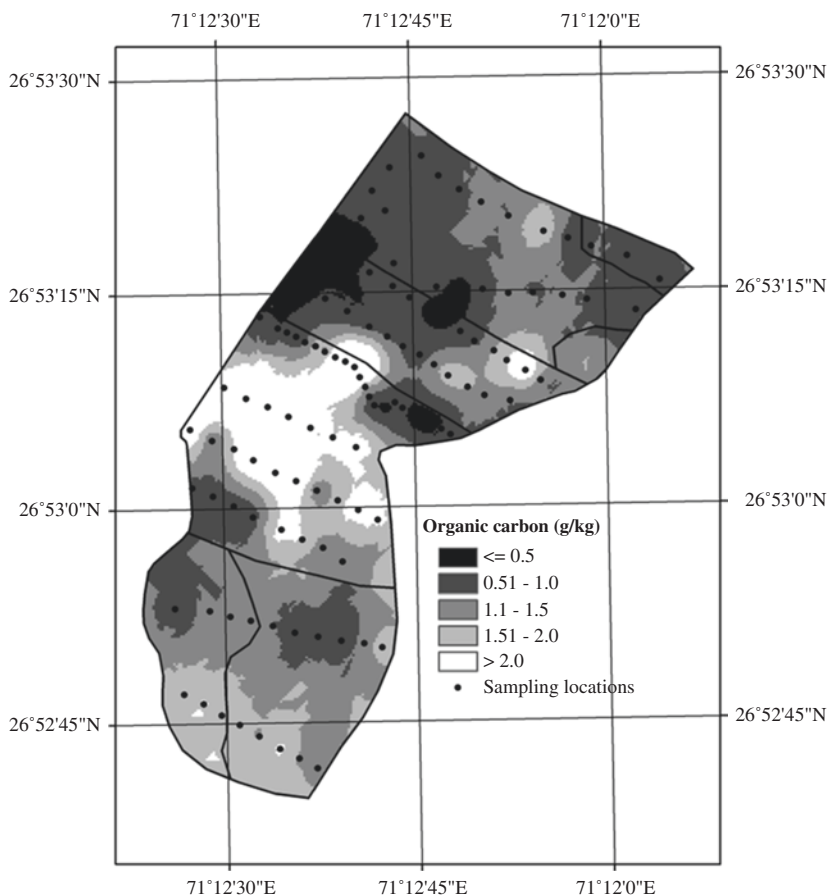 71°12'30"E 71°12'45"E 71°12'0"E
26°53'30"N 26°53'30"N
26°53'15"N 26°53'15"N
26°53'0"N 26°53'0"N
Organic carbon (g/kg)
<= 0.5
0.51 - 1.0
1.1 - 1.5
1.51 - 2.0
> 2.0
Sampling locations
26°52'45"N 26°52'45"N
71°12'30"E 71°12'45"E 71°12'0"E